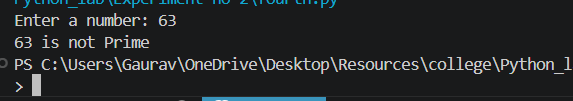 Python_lab\Experiment no 2\fourth.py
Enter a number: 63
63 is not Prime
PS C:\Users\Gaurav\OneDrive\Desktop\Resources\college\Python_l
>